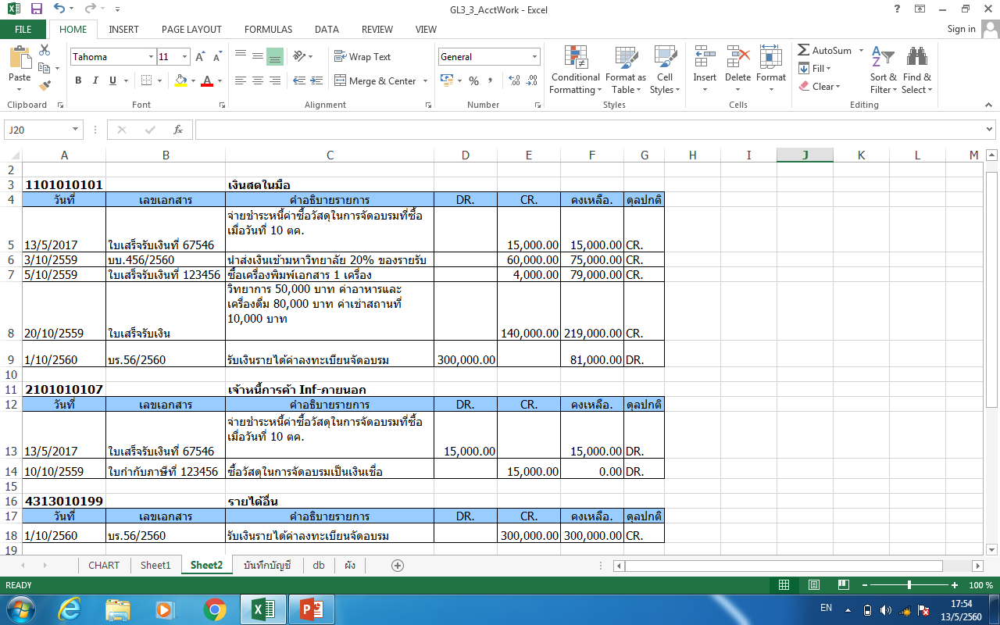 GL3_3_AcctWork - Excel
FILE HOME INSERT PAGE LAYOUT FORMULAS DATA REVIEW VIEW Sign in
Paste Tahoma 11 Wrap Text General AutoSum
Merge & Center Conditional Formatting Format as Table Cell Styles Insert Delete Format Fill Sort & Filter Find & Select
B I U A % Clear
Clipboard Font Alignment Number Styles Cells Editing
J20 fx
A B C D E F G H I J K L M
2
3 1101010101 เงินสดในมือ
4 วันที่ เลขเอกสาร คำอธิบายรายการ DR. CR. คงเหลือ. ดุลปกติ
จ่ายชำระหนี้ค่าซื้อวัสดุในการจัดอบรมที่ซื้อ
เมื่อวันที่ 10 ตค.
5 13/5/2017 ใบเสร็จรับเงินที่ 67546 15,000.00 15,000.00 CR.
6 3/10/2559 บบ.456/2560 นำส่งเงินเข้ามหาวิทยาลัย 20% ของรายรับ 60,000.00 75,000.00 CR.
7 5/10/2559 ใบเสร็จรับเงินที่ 123456 ซื้อเครื่องพิมพ์เอกสาร 1 เครื่อง 4,000.00 79,000.00 CR.
วิทยาการ 50,000 บาท ค่าอาหารและ
เครื่องดื่ม 80,000 บาท ค่าเช่าสถานที่
10,000 บาท
8 20/10/2559 ใบเสร็จรับเงิน 140,000.00 219,000.00 CR.
9 1/10/2560 บร.56/2560 รับเงินรายได้ค่าลงทะเบียนจัดอบรม 300,000.00 81,000.00 DR.
10
11 2101010107 เจ้าหนี้การค้า Inf-ภายนอก
12 วันที่ เลขเอกสาร คำอธิบายรายการ DR. CR. คงเหลือ. ดุลปกติ
จ่ายชำระหนี้ค่าซื้อวัสดุในการจัดอบรมที่ซื้อ
เมื่อวันที่ 10 ตค.
13 13/5/2017 ใบเสร็จรับเงินที่ 67546 15,000.00 15,000.00 DR.
14 10/10/2559 ใบกำกับภาษีที่ 123456 ซื้อวัสดุในการจัดอบรมเป็นเงินเชื่อ 15,000.00 0.00 DR.
15
16 4313010199 รายได้อื่น
17 วันที่ เลขเอกสาร คำอธิบายรายการ DR. CR. คงเหลือ. ดุลปกติ
18 1/10/2560 บร.56/2560 รับเงินรายได้ค่าลงทะเบียนจัดอบรม 300,000.00 300,000.00 CR.
19
CHART Sheet1 Sheet2 บันทึกบัญชี db ผัง
READY 100 %
EN 17:54
13/5/2560